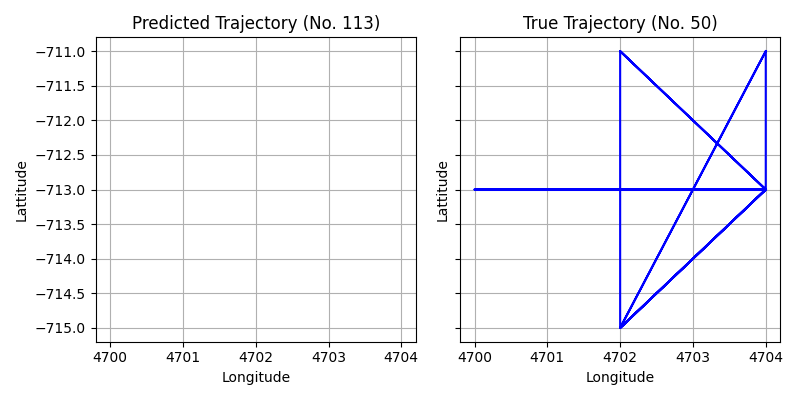 Predicted Trajectory (No. 113)
True Trajectory (No. 50)
−711.0
−711.5
−712.0
−712.5
−713.0
−713.5
−714.0
−714.5
−715.0
Lattitude
Lattitude
4700 4701 4702 4703 4704
4700 4701 4702 4703 4704
Longitude
Longitude